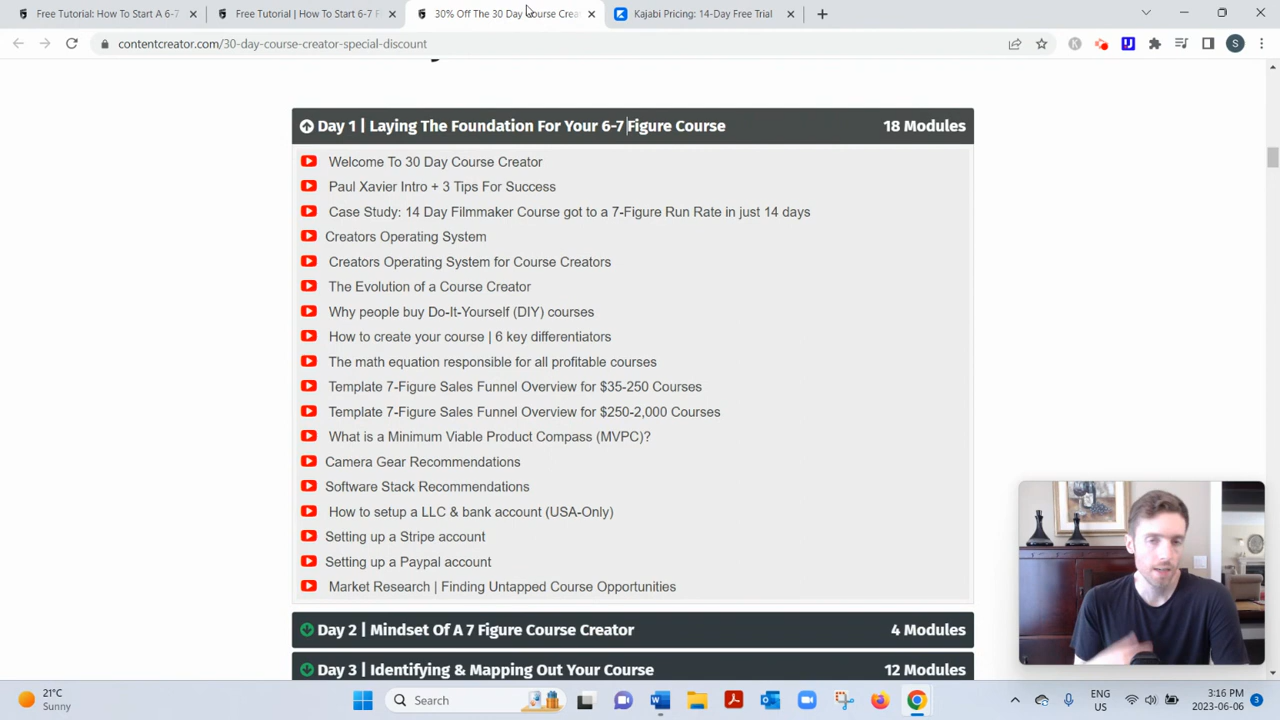 Free Tutorial: How To Start A 6-7
Free Tutorial | How To Start 6-7 F
30% Off The 30 Day Course Crea
Kajabi Pricing: 14-Day Free Trial
contentcreator.com/30-day-course-creator-special-discount
S
Day 1 | Laying The Foundation For Your 6-7 Figure Course
18 Modules
Welcome To 30 Day Course Creator
Paul Xavier Intro + 3 Tips For Success
Case Study: 14 Day Filmmaker Course got to a 7-Figure Run Rate in just 14 days
Creators Operating System
Creators Operating System for Course Creators
The Evolution of a Course Creator
Why people buy Do-It-Yourself (DIY) courses
How to create your course | 6 key differentiators
The math equation responsible for all profitable courses
Template 7-Figure Sales Funnel Overview for $35-250 Courses
Template 7-Figure Sales Funnel Overview for $250-2,000 Courses
What is a Minimum Viable Product Compass (MVPC)?
Camera Gear Recommendations
Software Stack Recommendations
How to setup a LLC & bank account (USA-Only)
Setting up a Stripe account
Setting up a Paypal account
Market Research | Finding Untapped Course Opportunities
Day 2 | Mindset Of A 7 Figure Course Creator
4 Modules
Day 3 | Identifying & Mapping Out Your Course
12 Modules
21°C
Sunny
Search
ENG
US
3:16 PM
2023-06-06
3